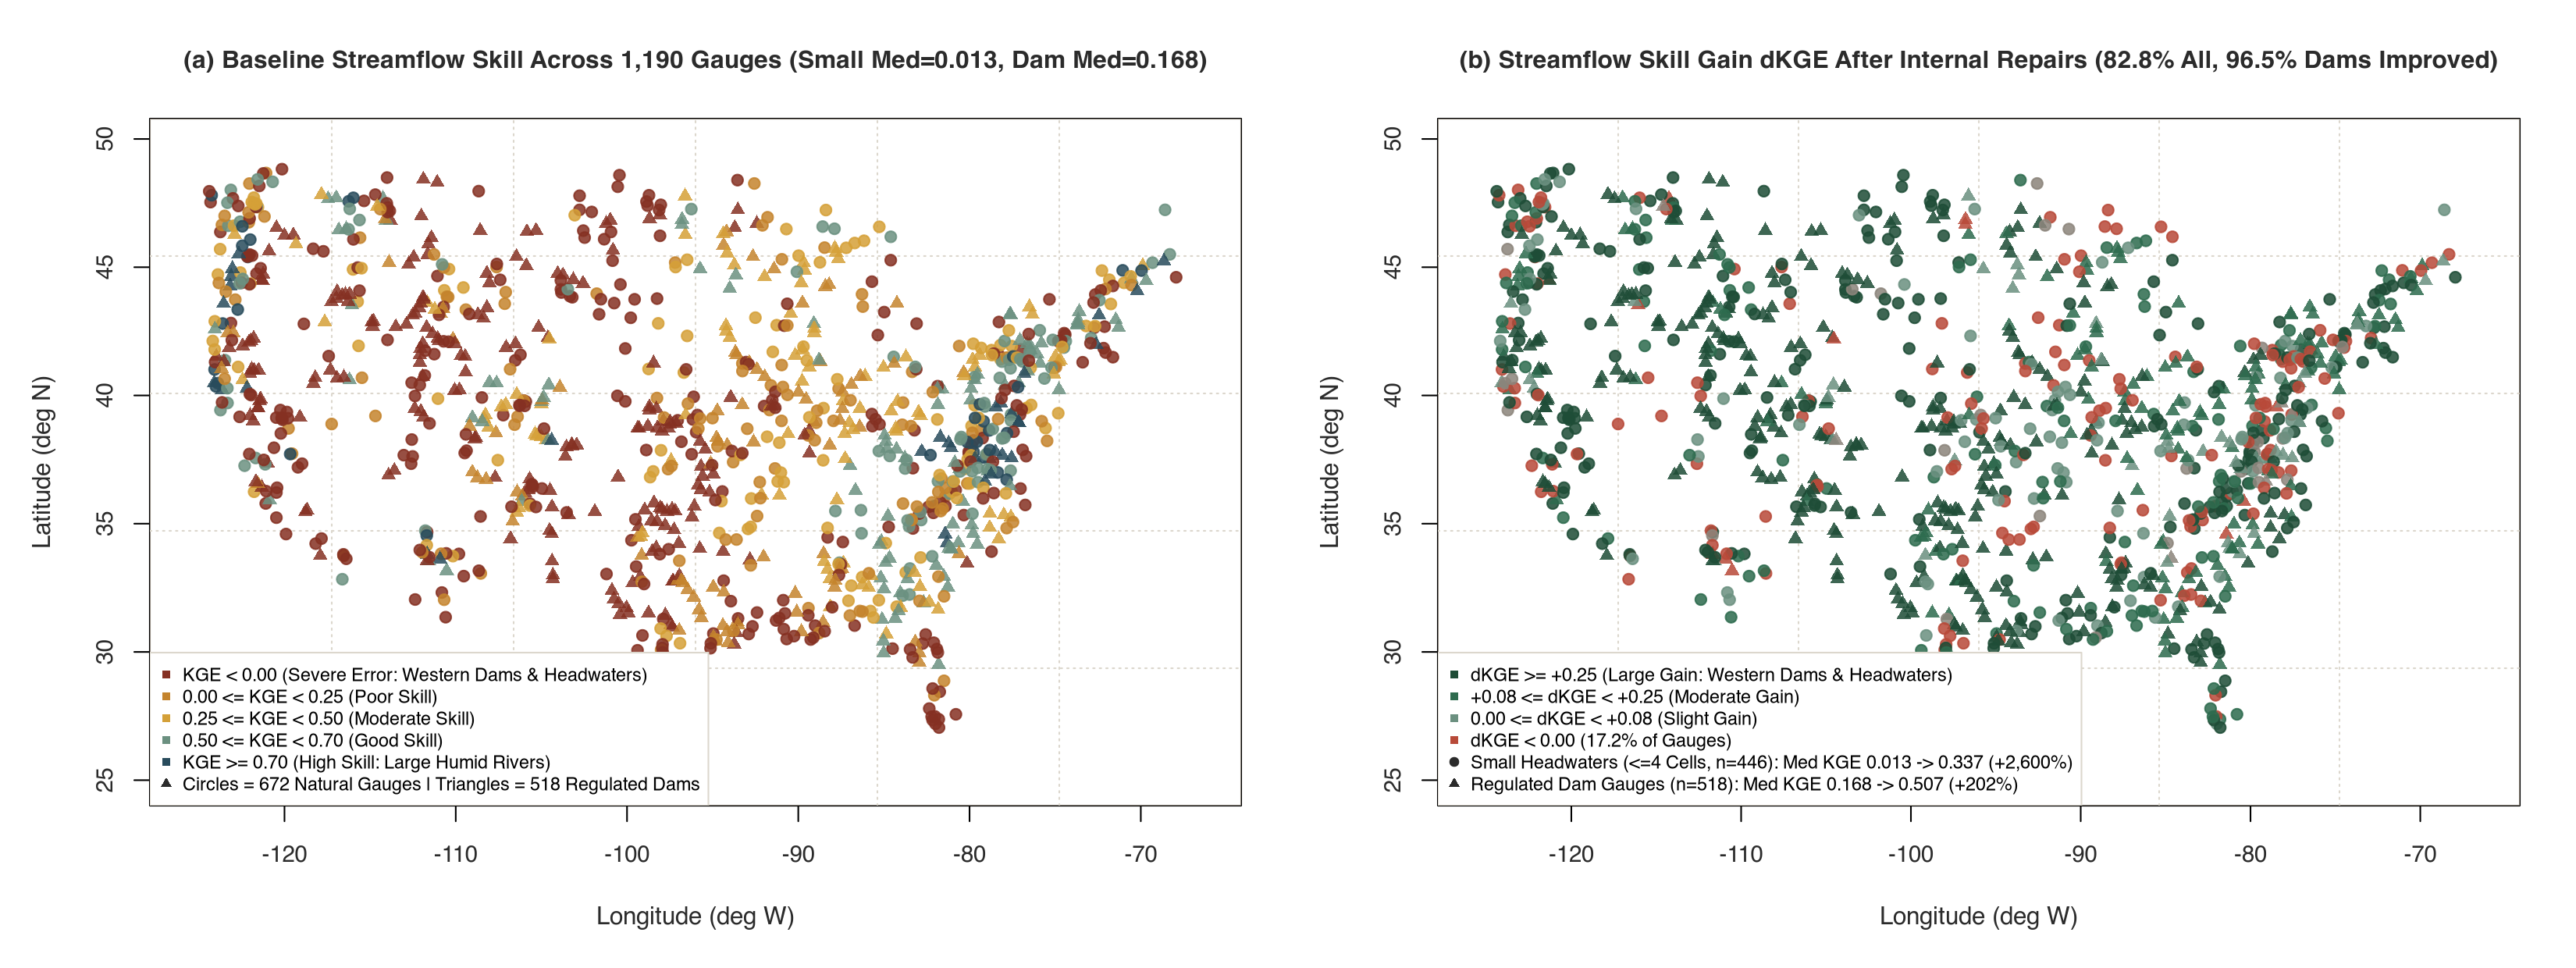 (a) Baseline Streamflow Skill Across 1,190 Gauges (Small Med=0.013, Dam Med=0.168)
Latitude (deg N)
50
45
40
35
30
25
KGE < 0.00 (Severe Error: Western Dams & Headwaters)
0.00 <= KGE < 0.25 (Poor Skill)
0.25 <= KGE < 0.50 (Moderate Skill)
0.50 <= KGE < 0.70 (Good Skill)
KGE >= 0.70 (High Skill: Large Humid Rivers)
Circles = 672 Natural Gauges | Triangles = 518 Regulated Dams
-120 -110 -100 -90 -80 -70
Longitude (deg W)
(b) Streamflow Skill Gain dKGE After Internal Repairs (82.8% All, 96.5% Dams Improved)
Latitude (deg N)
50
45
40
35
30
25
dKGE >= +0.25 (Large Gain: Western Dams & Headwaters)
+0.08 <= dKGE < +0.25 (Moderate Gain)
0.00 <= dKGE < +0.08 (Slight Gain)
dKGE < 0.00 (17.2% of Gauges)
Small Headwaters (<=4 Cells, n=446): Med KGE 0.013 -> 0.337 (+2,600%)
Regulated Dam Gauges (n=518): Med KGE 0.168 -> 0.507 (+202%)
-120 -110 -100 -90 -80 -70
Longitude (deg W)